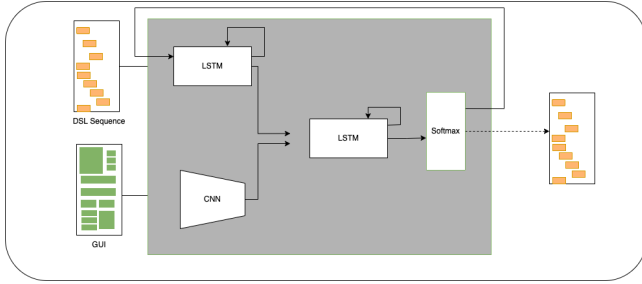 LSTM
DSL Sequence
LSTM
Softmax
CNN
GUI